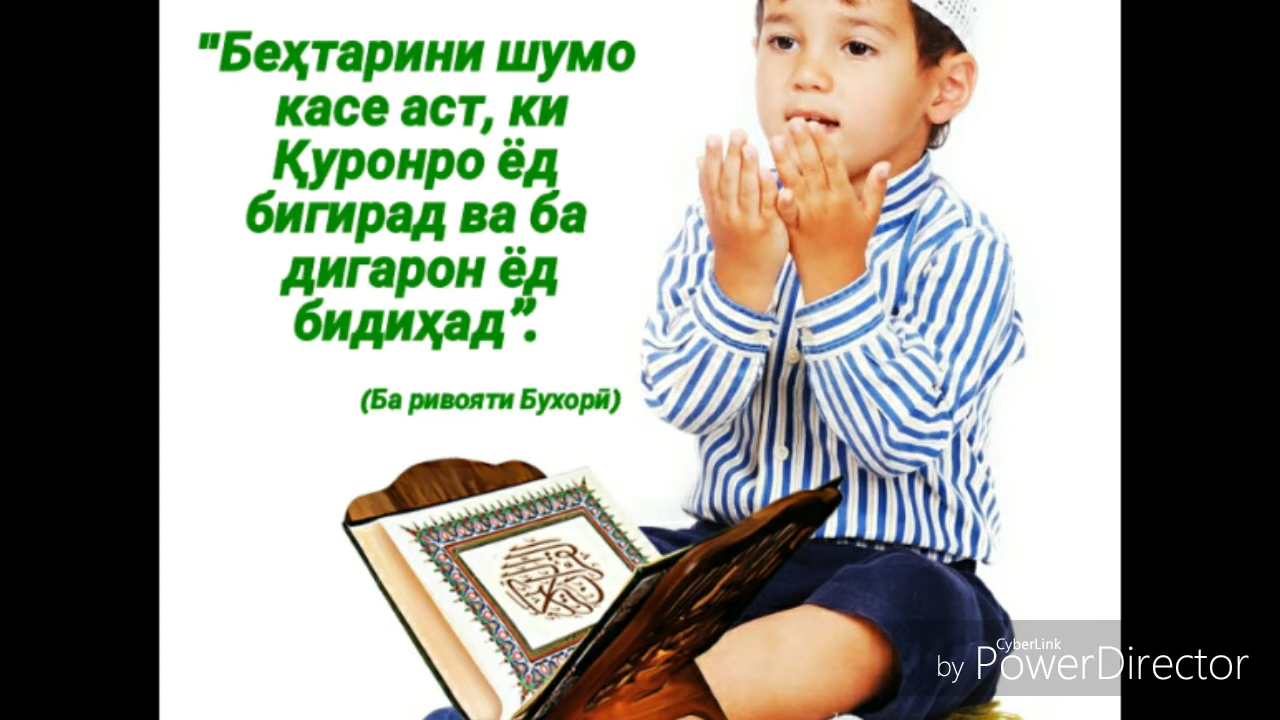 "Беҳтарини шумо
касе аст, ки
Қуронро ёд
бигирад ва ба
дигарон ёд
бидиҳад”.
(Ба ривояти Бухорӣ)
CyberLink
by PowerDirector